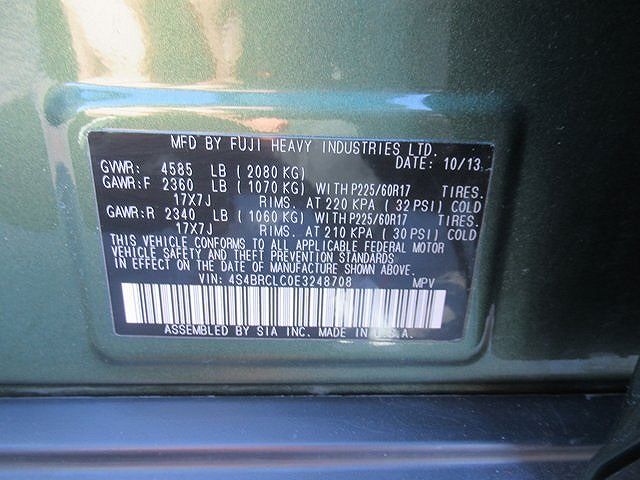 MFD BY FUJI HEAVY INDUSTRIES LTD.
DATE: 10/13
GVWR: 4585 LB ( 2080 KG)
GAWR:F 2360 LB ( 1070 KG) WITH P225/60R17 TIRES.
17X7J RIMS. AT 220 KPA ( 32 PSI) COLD
GAWR:R 2340 LB ( 1060 KG) WITH P225/60R17 TIRES.
17X7J RIMS. AT 210 KPA ( 30 PSI) COLD
THIS VEHICLE CONFORMS TO ALL APPLICABLE FEDERAL MOTOR
VEHICLE SAFETY AND THEFT PREVENTION STANDARDS
IN EFFECT ON THE DATE OF MANUFACTURE SHOWN ABOVE.
VIN: 4S4BRCLC0E3248708 MPV
ASSEMBLED BY SIA INC. MADE IN U.S.A.